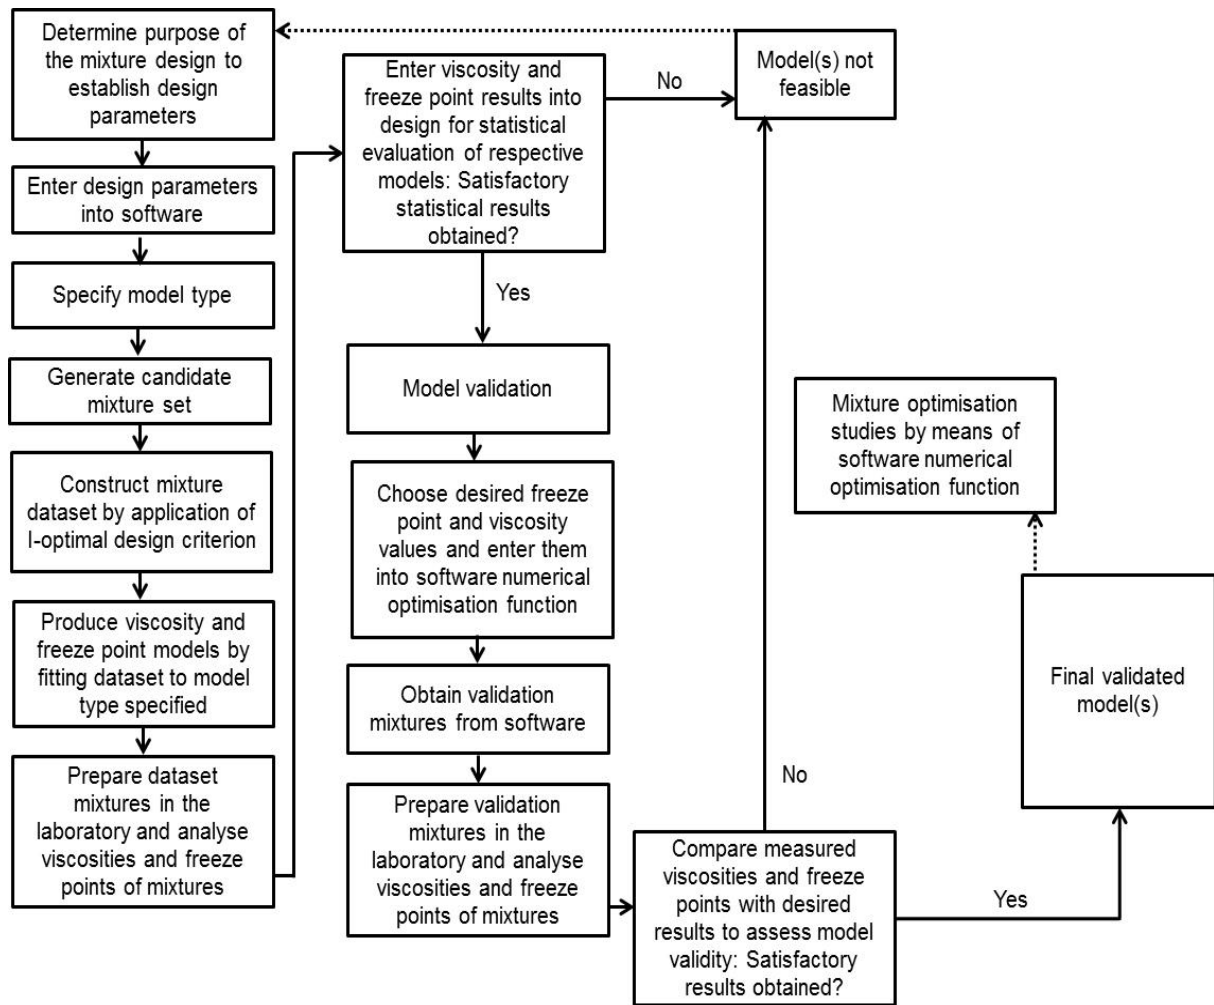 Determine purpose of
the mixture design to
establish design
parameters
Enter design parameters
into software
Specify model type
Generate candidate
mixture set
Construct mixture
dataset by application of
I-optimal design criterion
Produce viscosity and
freeze point models by
fitting dataset to model
type specified
Prepare dataset
mixtures in the
laboratory and analyse
viscosities and freeze
points of mixtures
Enter viscosity and
freeze point results into
design for statistical
evaluation of respective
models: Satisfactory
statistical results
obtained?
No
Model(s) not
feasible
Yes
Model validation
Choose desired freeze
point and viscosity
values and enter them
into software numerical
optimisation function
Obtain validation
mixtures from software
Prepare validation
mixtures in the
laboratory and analyse
viscosities and freeze
points of mixtures
Compare measured
viscosities and freeze
points with desired
results to assess model
validity: Satisfactory
results obtained?
No
Yes
Final validated
model(s)
Mixture optimisation
studies by means of
software numerical
optimisation function